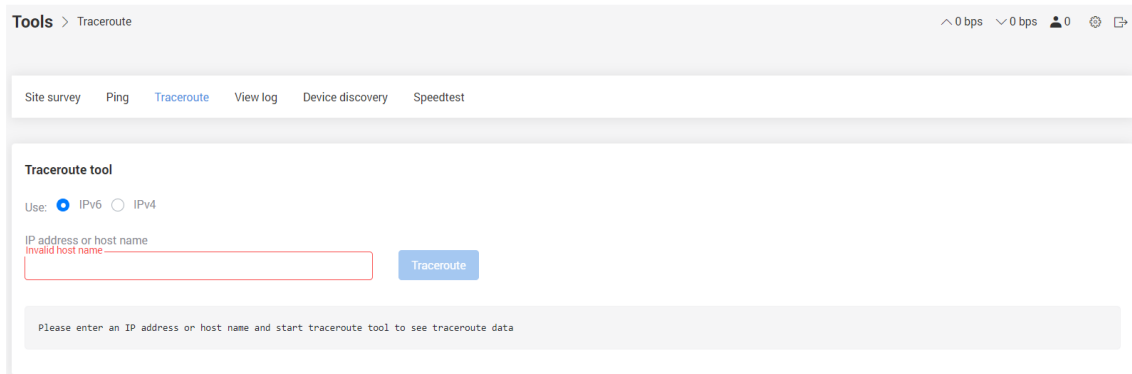 Tools > Traceroute
0 bps 0 bps 0
Site survey Ping Traceroute View log Device discovery Speedtest
Traceroute tool
Use: IPv6 IPv4
IP address or host name
Invalid host name
Traceroute
Please enter an IP address or host name and start traceroute tool to see traceroute data